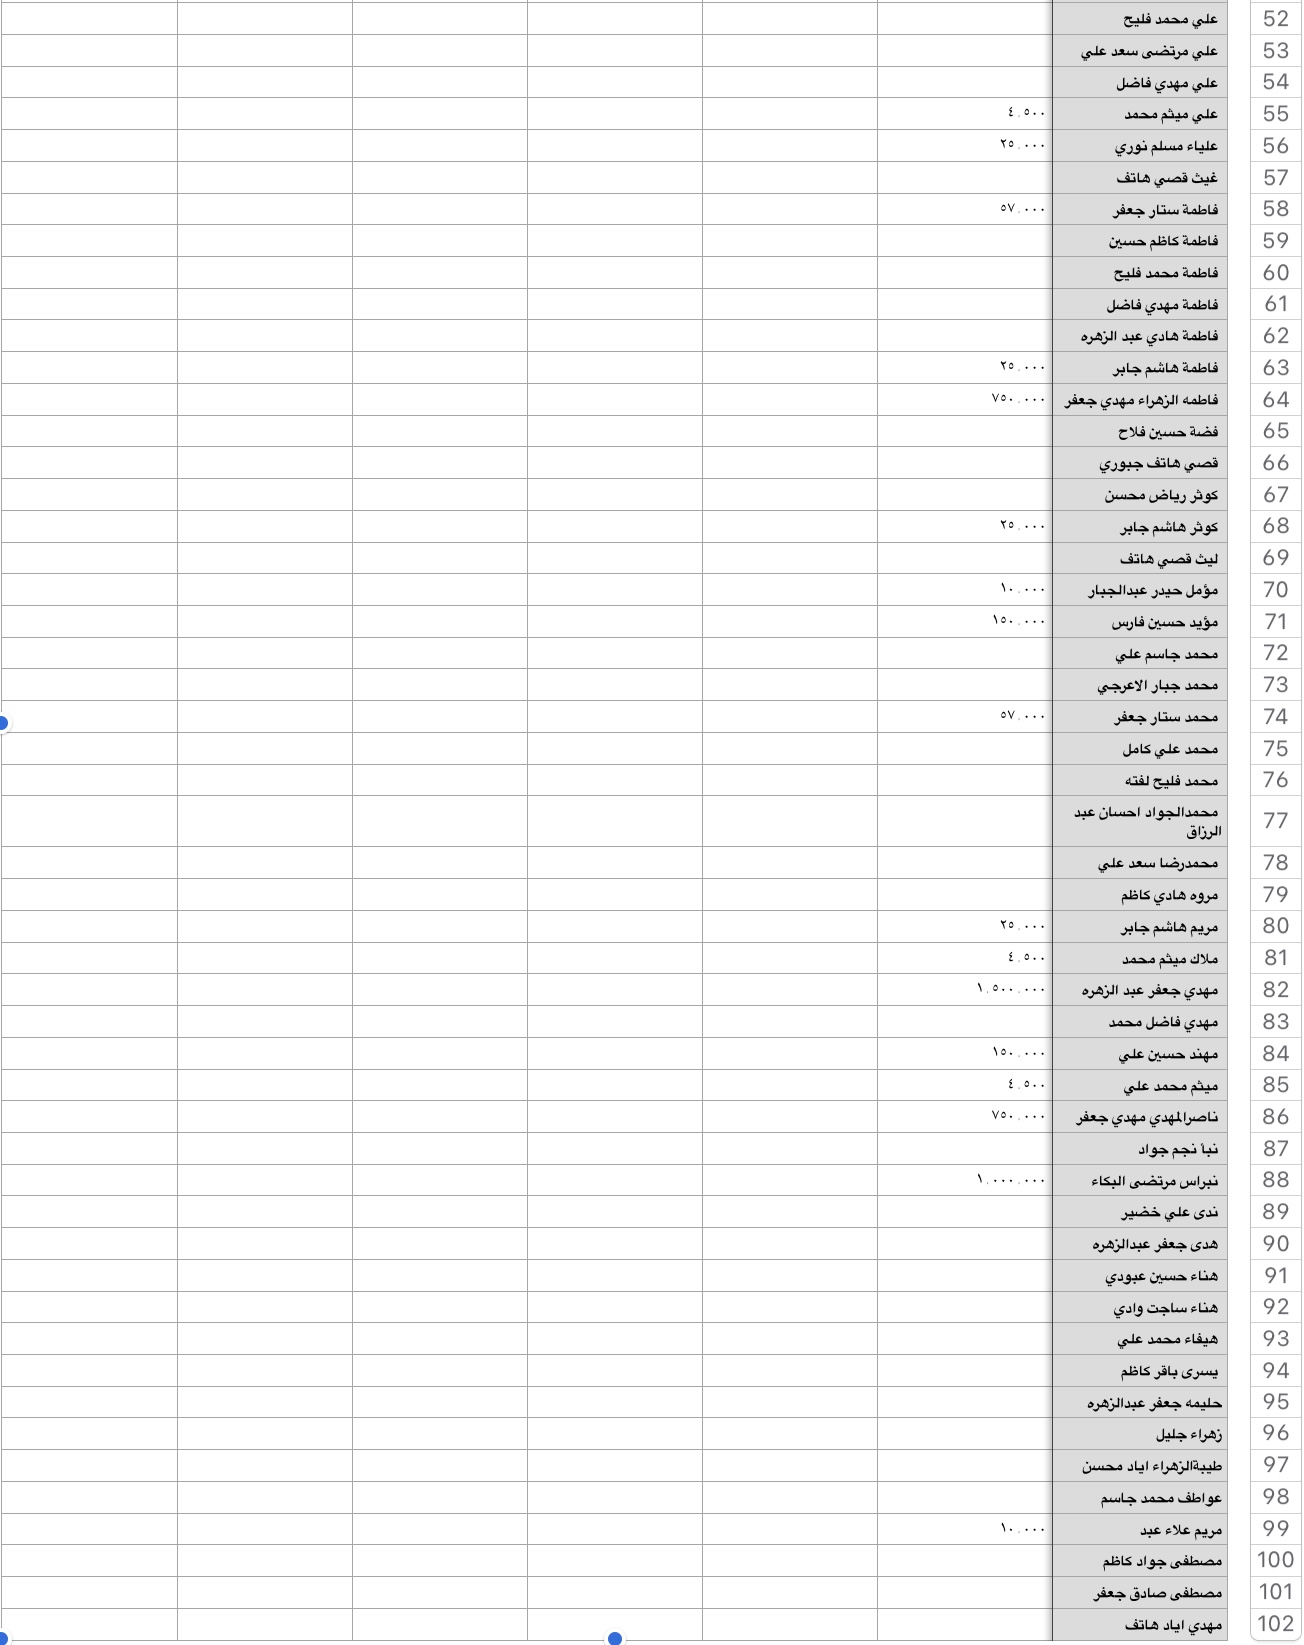 52 علي محمد فليح
53 علي مرتضى سعد علي
54 علي مهدي فاضل
55 علي ميثم محمد ٤.٥٠٠
56 علياء مسلم نوري ٢٥.٠٠٠
57 غيث قصي هاتف
58 فاطمة ستار جعفر ٥٧.٠٠٠
59 فاطمة كاظم حسين
60 فاطمة محمد فليح
61 فاطمة مهدي فاضل
62 فاطمة هادي عبد الزهره
63 فاطمة هاشم جابر ٢٥.٠٠٠
64 فاطمه الزهراء مهدي جعفر ٧٥٠.٠٠٠
65 فضة حسين فلاح
66 قصي هاتف جبوري
67 كوثر رياض محسن
68 كوثر هاشم جابر ٢٥.٠٠٠
69 ليث قصي هاتف
70 مؤمل حيدر عبدالجبار ١٠.٠٠٠
71 مؤيد حسين فارس ١٥٠.٠٠٠
72 محمد جاسم علي
73 محمد جبار الاعرجي
74 محمد ستار جعفر ٥٧.٠٠٠
75 محمد علي كامل
76 محمد فليح لفته
77 محمدالجواد احسان عبد
الرزاق
78 محمدرضا سعد علي
79 مروه هادي كاظم
80 مريم هاشم جابر ٢٥.٠٠٠
81 ملاك ميثم محمد ٤.٥٠٠
82 مهدي جعفر عبد الزهره ١.٥٠٠.٠٠٠
83 مهدي فاضل محمد
84 مهند حسين علي ١٥٠.٠٠٠
85 ميثم محمد علي ٤.٥٠٠
86 ناصرالمهدي مهدي جعفر ٧٥٠.٠٠٠
87 نبأ نجم جواد
88 نبراس مرتضى البكاء ١.٠٠٠.٠٠٠
89 ندى علي خضير
90 هدى جعفر عبدالزهره
91 هناء حسين عبودي
92 هناء ساجت وادي
93 هيفاء محمد علي
94 يسرى باقر كاظم
95 حليمه جعفر عبدالزهره
96 زهراء جليل
97 طيبةالزهراء اياد محسن
98 عواطف محمد جاسم
99 مريم علاء عبد ١٠.٠٠٠
100 مصطفى جواد كاظم
101 مصطفى صادق جعفر
102 مهدي اياد هاتف